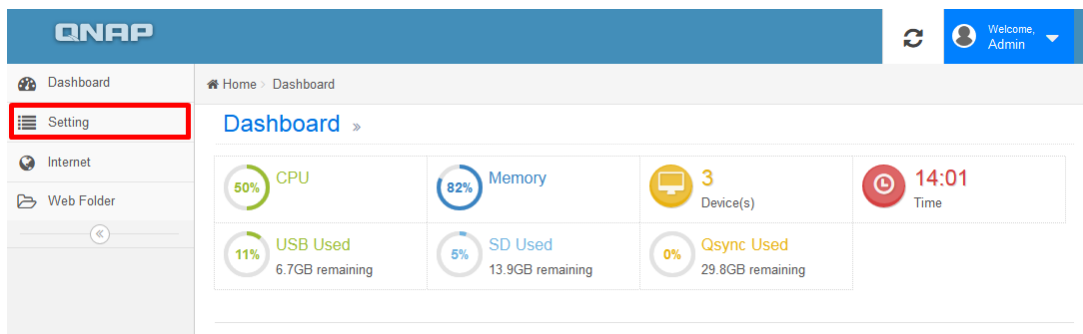 QNAP
Welcome,
Admin
Dashboard
Setting
Internet
Web Folder
Home > Dashboard
Dashboard »
50%
CPU
82%
Memory
3
Device(s)
14:01
Time
11%
USB Used
6.7GB remaining
5%
SD Used
13.9GB remaining
0%
Qsync Used
29.8GB remaining